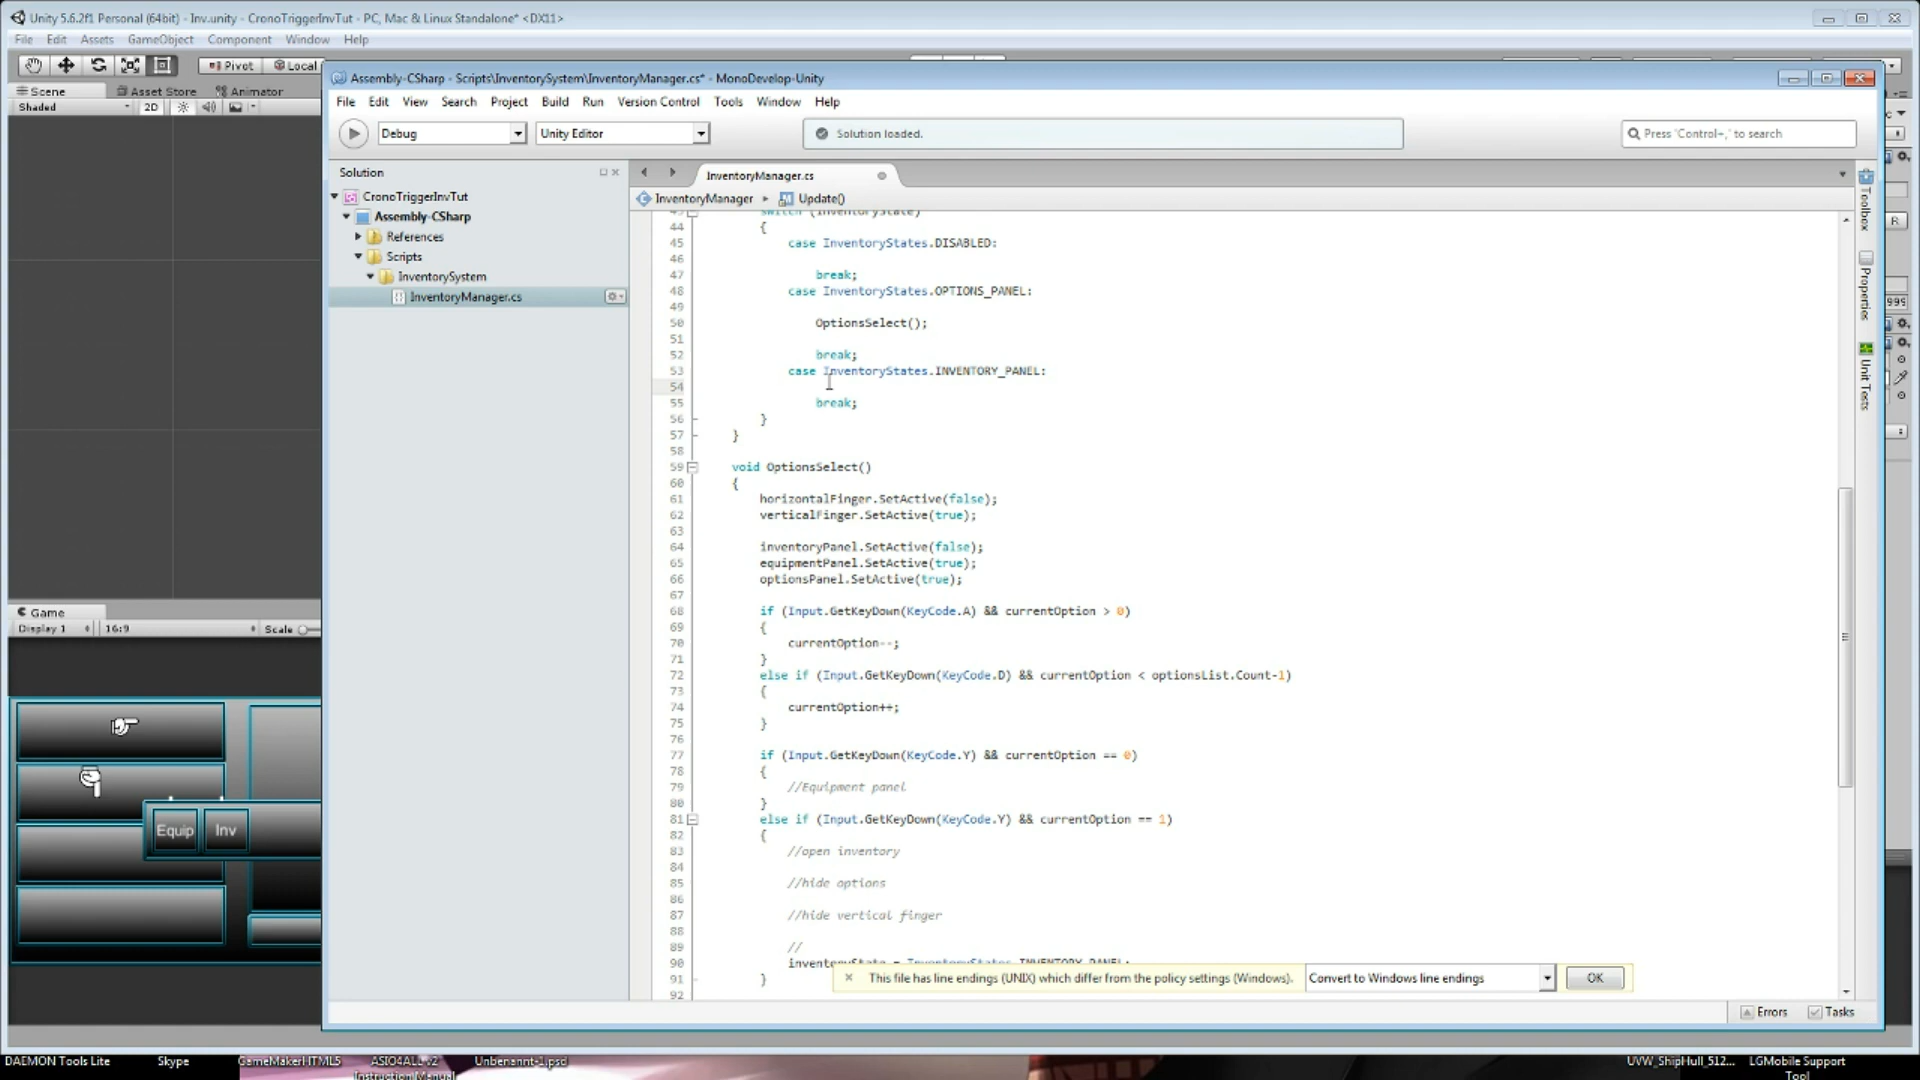 Unity 5.6.2f1 Personal (64bit) - Inv.unity - CronoTriggerInvTut - PC, Mac & Linux Standalone* <DX11>
File Edit Assets GameObject Component Window Help
Pivot Local
Scene Asset Store Animator
Shaded 2D
Assembly-CSharp - Scripts\InventorySystem\InventoryManager.cs* - MonoDevelop-Unity
File Edit View Search Project Build Run Version Control Tools Window Help
Debug Unity Editor Solution loaded. Press 'Control+,' to search
Solution
CronoTriggerInvTut
Assembly-CSharp
References
Scripts
InventorySystem
InventoryManager.cs
InventoryManager.cs
InventoryManager Update()
43 switch (InventoryState)
44 {
45 case InventoryStates.DISABLED:
46
47 break;
48 case InventoryStates.OPTIONS_PANEL:
49
50 OptionsSelect();
51
52 break;
53 case InventoryStates.INVENTORY_PANEL:
54
55 break;
56 }
57 }
58
59 void OptionsSelect()
60 {
61 horizontalFinger.SetActive(false);
62 verticalFinger.SetActive(true);
63
64 inventoryPanel.SetActive(false);
65 equipmentPanel.SetActive(true);
66 optionsPanel.SetActive(true);
67
68 if (Input.GetKeyDown(KeyCode.A) && currentOption > 0)
69 {
70 currentOption--;
71 }
72 else if (Input.GetKeyDown(KeyCode.D) && currentOption < optionsList.Count-1)
73 {
74 currentOption++;
75 }
76
77 if (Input.GetKeyDown(KeyCode.Y) && currentOption == 0)
78 {
79 //Equipment panel
80 }
81 else if (Input.GetKeyDown(KeyCode.Y) && currentOption == 1)
82 {
83 //open inventory
84
85 //hide options
86
87 //hide vertical finger
88
89 //
90 inventoryState = InventoryStates.INVENTORY_PANEL;
91 }
92
This file has line endings (UNIX) which differ from the policy settings (Windows). Convert to Windows line endings OK
Errors Tasks
Toolbox
Properties
Unit Tests
R
999
Game
Display 1 16:9 Scale
Equip Inv
DAEMON Tools Lite Skype GameMakerHTML5 ASIO4ALL v2 Unbenannt-1.psd UVW_ShipHull_512... LGMobile Support
Instruction Manual Tool